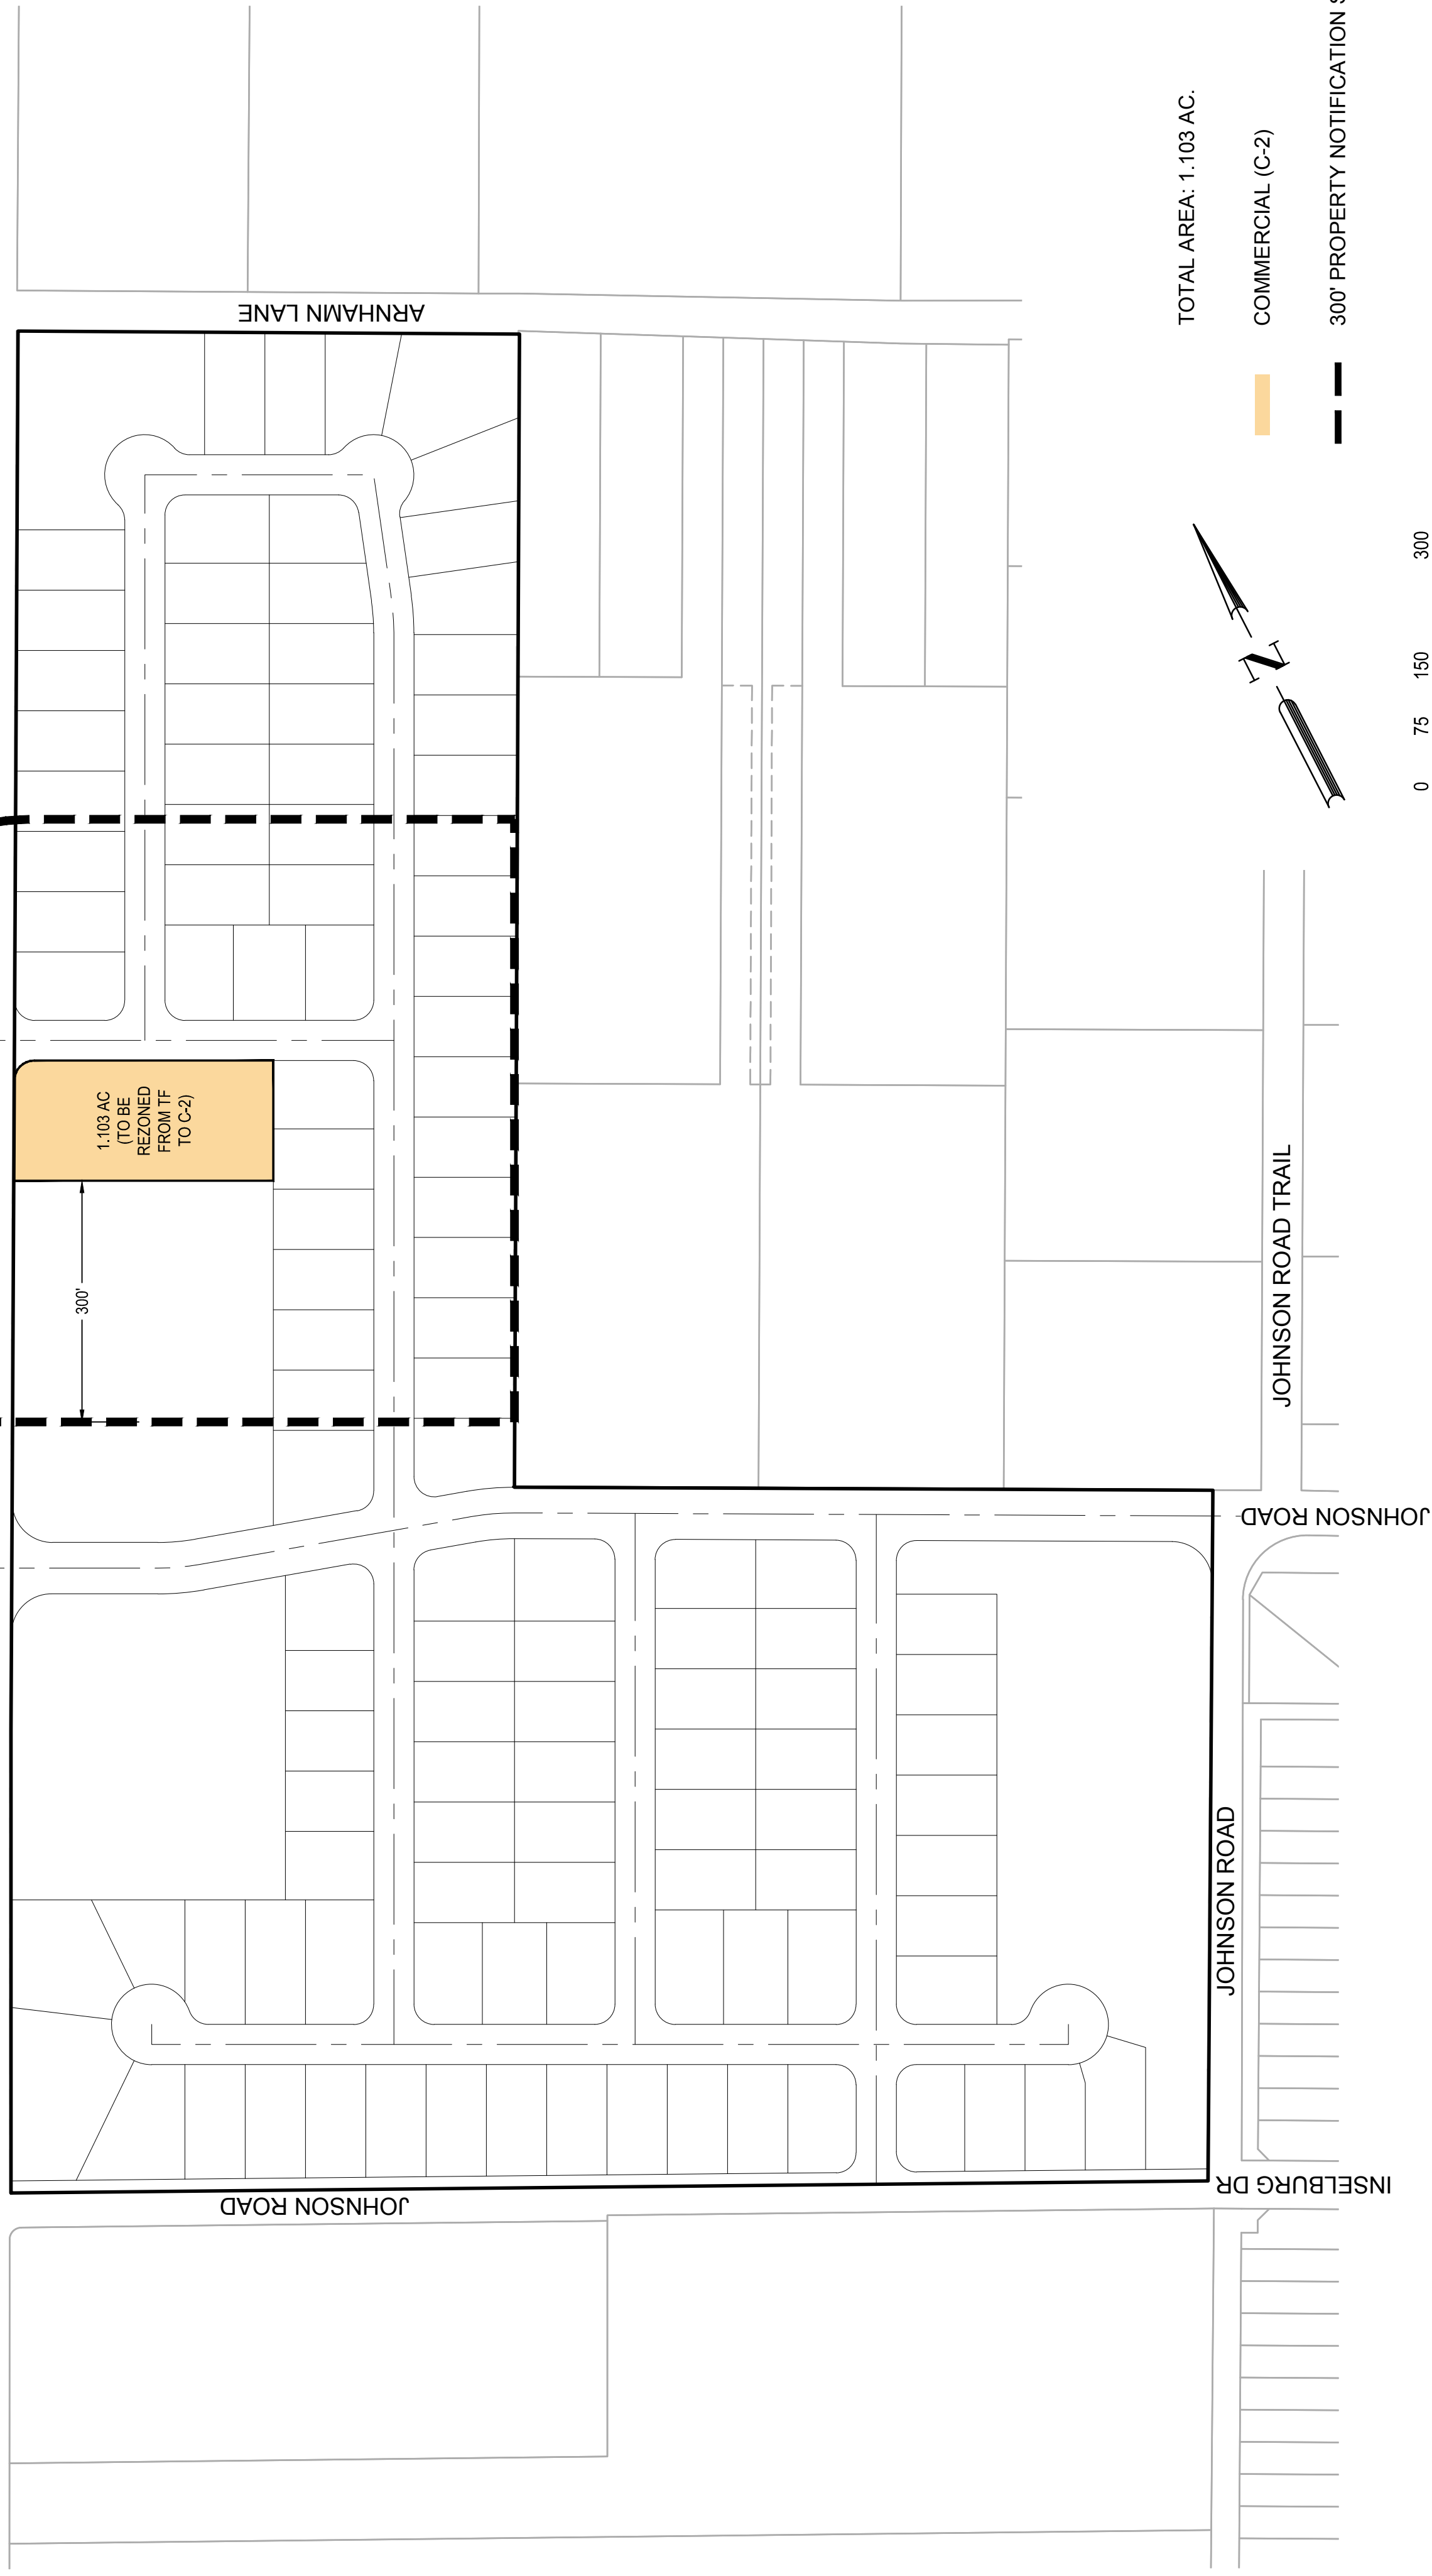 ARNHAMN LANE
1.103 AC
(TO BE
REZONED
FROM TF
TO C-2)
300'
JOHNSON ROAD
JOHNSON ROAD
JOHNSON ROAD TRAIL
JOHNSON ROAD
INSELBURG DR
TOTAL AREA: 1.103 AC.
COMMERCIAL (C-2)
300' PROPERTY NOTIFICATION
N
0 75 150 300